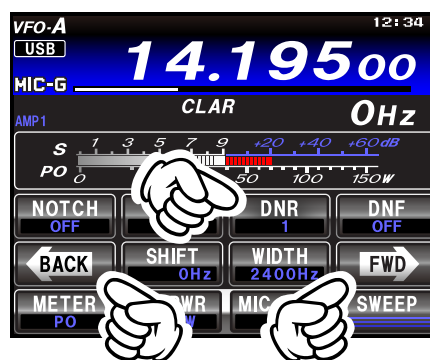 VFO-A 12:34
USB
14.19500
MIC-G
CLAR 0Hz
AMP1
S 1 3 5 7 9 +20 +40 +60dB
PO 0 50 100 150W
NOTCH DNR DNF
OFF 1 OFF
BACK SHIFT WIDTH FWD
0Hz 2400Hz
METER WR MIC SWEEP
PO W